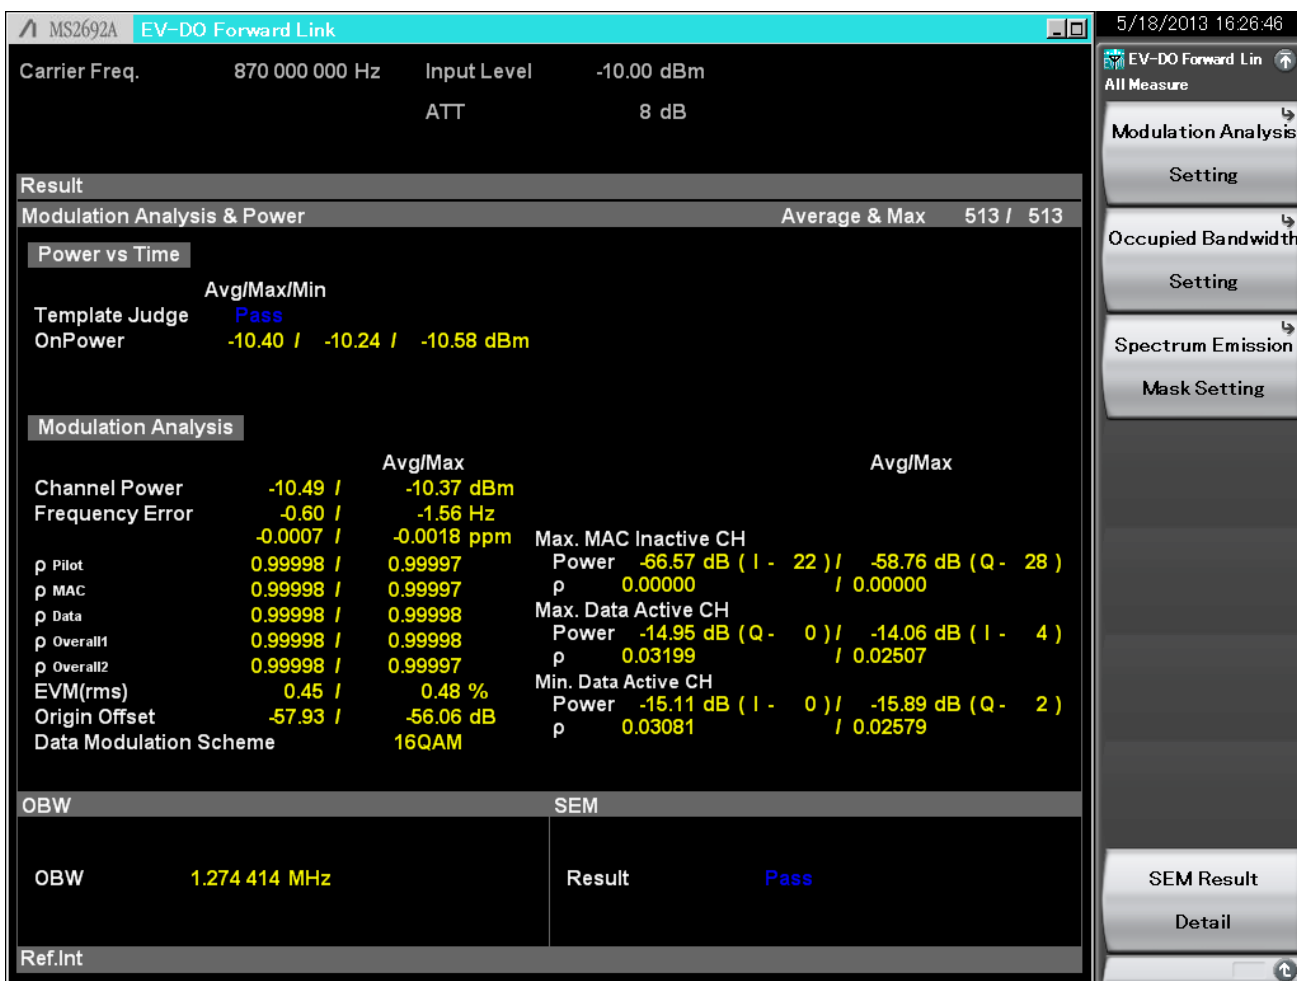 MS2692A EV-DO Forward Link
5/18/2013 16:26:46
Carrier Freq. 870 000 000 Hz Input Level -10.00 dBm
ATT 8 dB
EV-DO Forward Lin
All Measure
Modulation Analysis
Setting
Occupied Bandwidth
Setting
Spectrum Emission
Mask Setting
SEM Result
Detail
Result
Modulation Analysis & Power Average & Max 513 / 513
Power vs Time
Avg/Max/Min
Template Judge Pass
OnPower -10.40 / -10.24 / -10.58 dBm
Modulation Analysis
Avg/Max
Channel Power -10.49 / -10.37 dBm
Frequency Error -0.60 / -1.56 Hz
-0.0007 / -0.0018 ppm
ρ Pilot 0.99998 / 0.99997
ρ MAC 0.99998 / 0.99997
ρ Data 0.99998 / 0.99998
ρ Overall1 0.99998 / 0.99998
ρ Overall2 0.99998 / 0.99997
EVM(rms) 0.45 / 0.48 %
Origin Offset -57.93 / -56.06 dB
Data Modulation Scheme 16QAM
Avg/Max
Max. MAC Inactive CH
Power -66.57 dB ( I - 22 ) / -58.76 dB ( Q - 28 )
ρ 0.00000 / 0.00000
Max. Data Active CH
Power -14.95 dB ( Q - 0 ) / -14.06 dB ( I - 4 )
ρ 0.03199 / 0.02507
Min. Data Active CH
Power -15.11 dB ( I - 0 ) / -15.89 dB ( Q - 2 )
ρ 0.03081 / 0.02579
OBW
OBW 1.274 414 MHz
SEM
Result Pass
Ref.Int